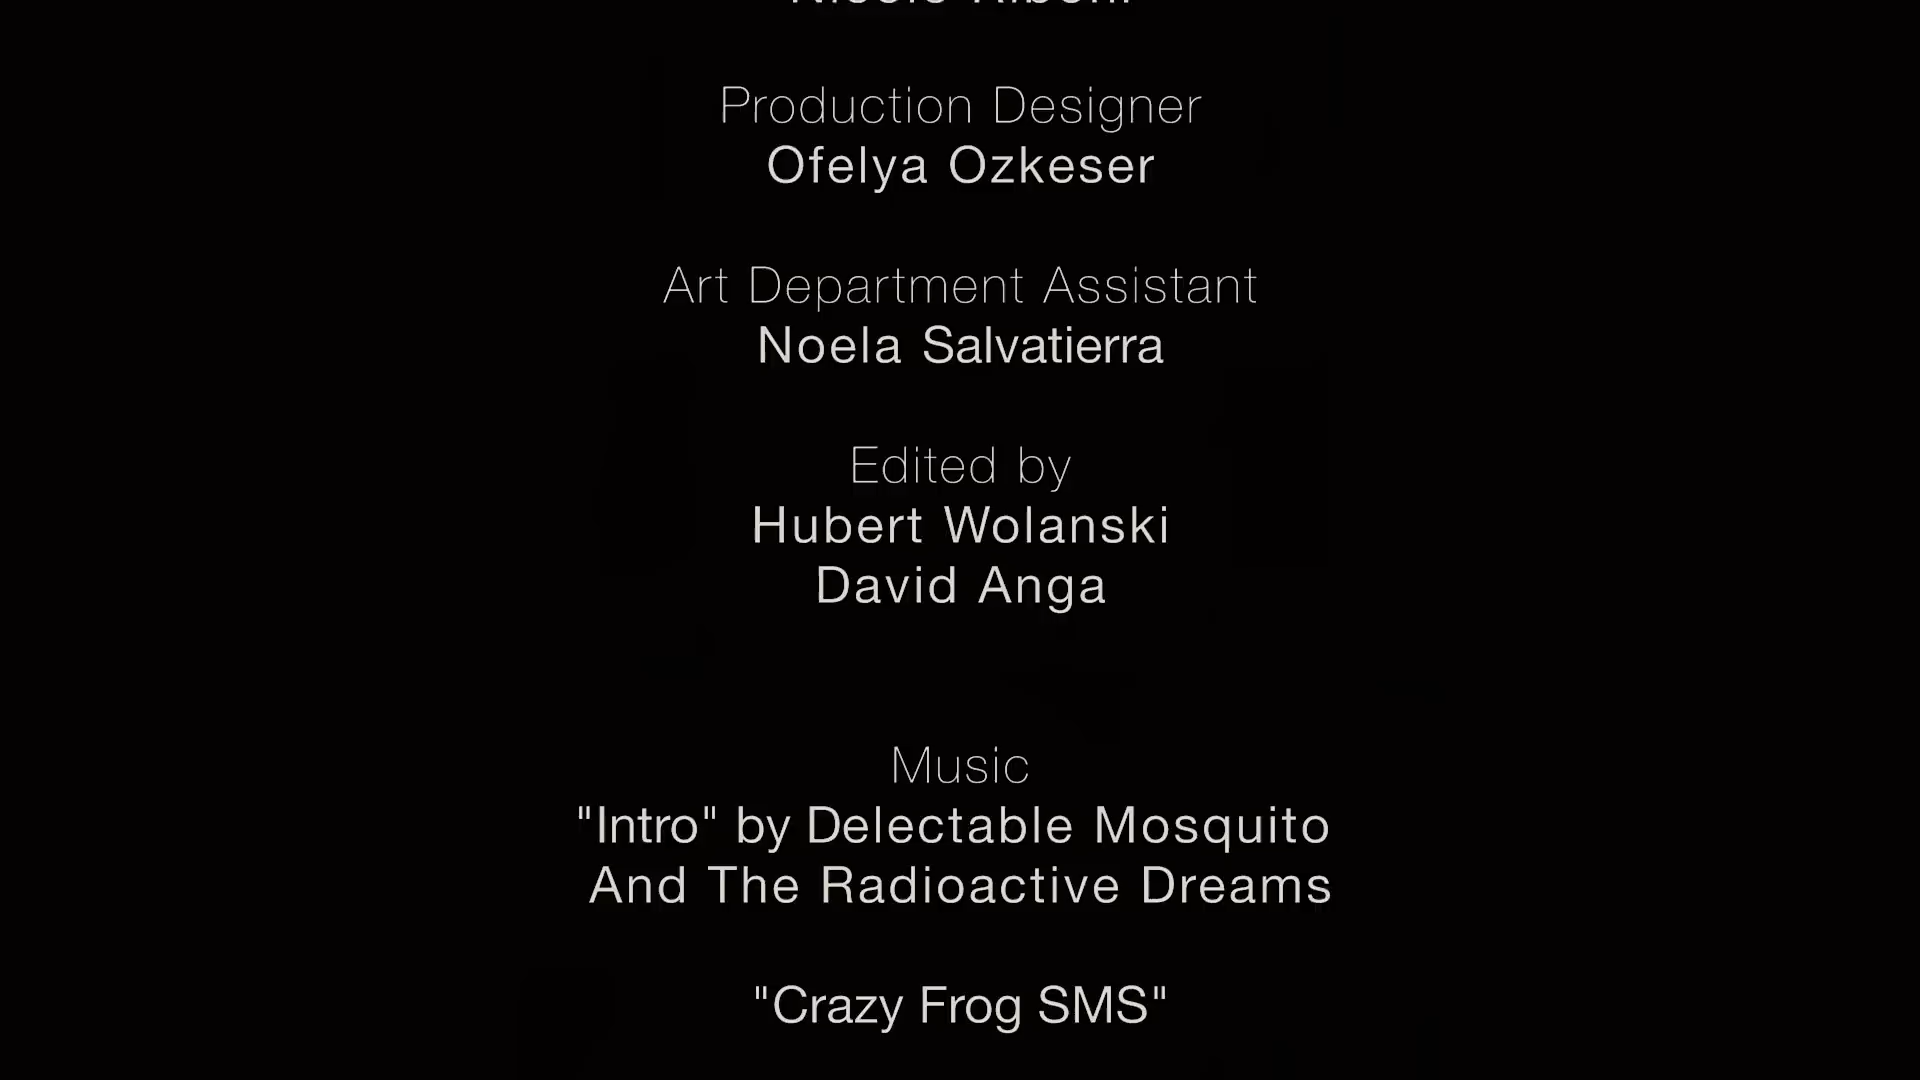 Production Designer
Ofelya Ozkeser
Art Department Assistant
Noela Salvatierra
Edited by
Hubert Wolanski
David Anga
Music
"Intro" by Delectable Mosquito
And The Radioactive Dreams
"Crazy Frog SMS"